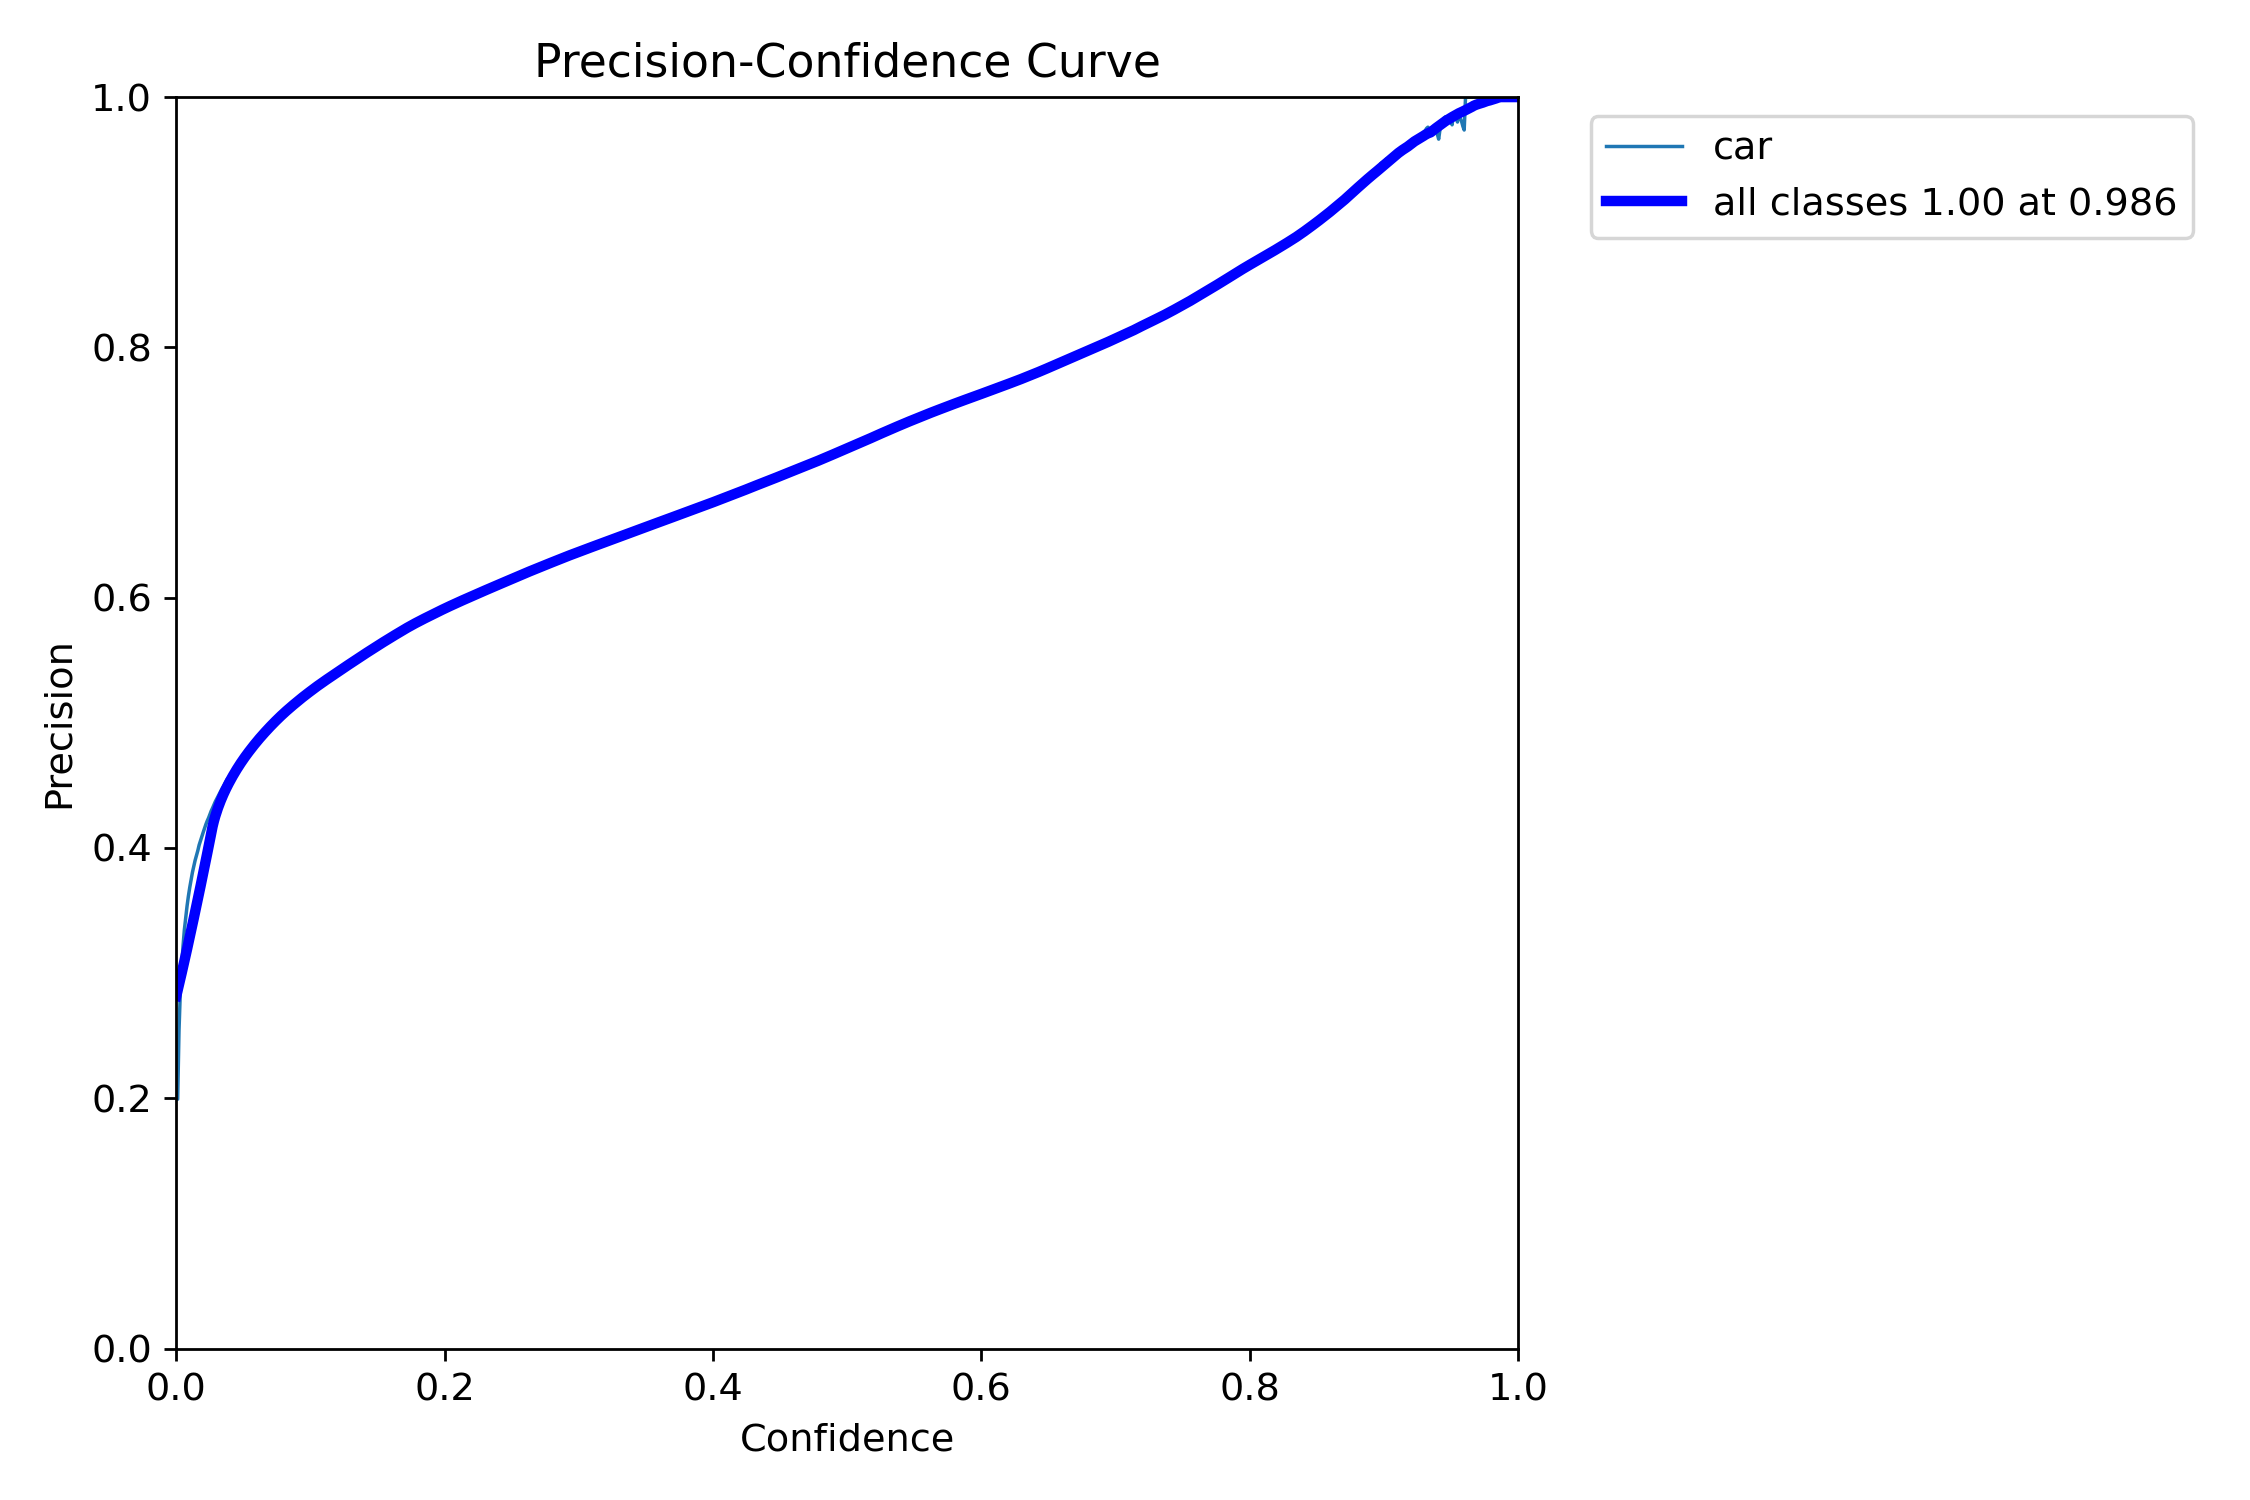 Precision-Confidence Curve
1.0
0.8
0.6
0.4
0.2
0.0
Precision
0.0 0.2 0.4 0.6 0.8 1.0
Confidence
car
all classes 1.00 at 0.986